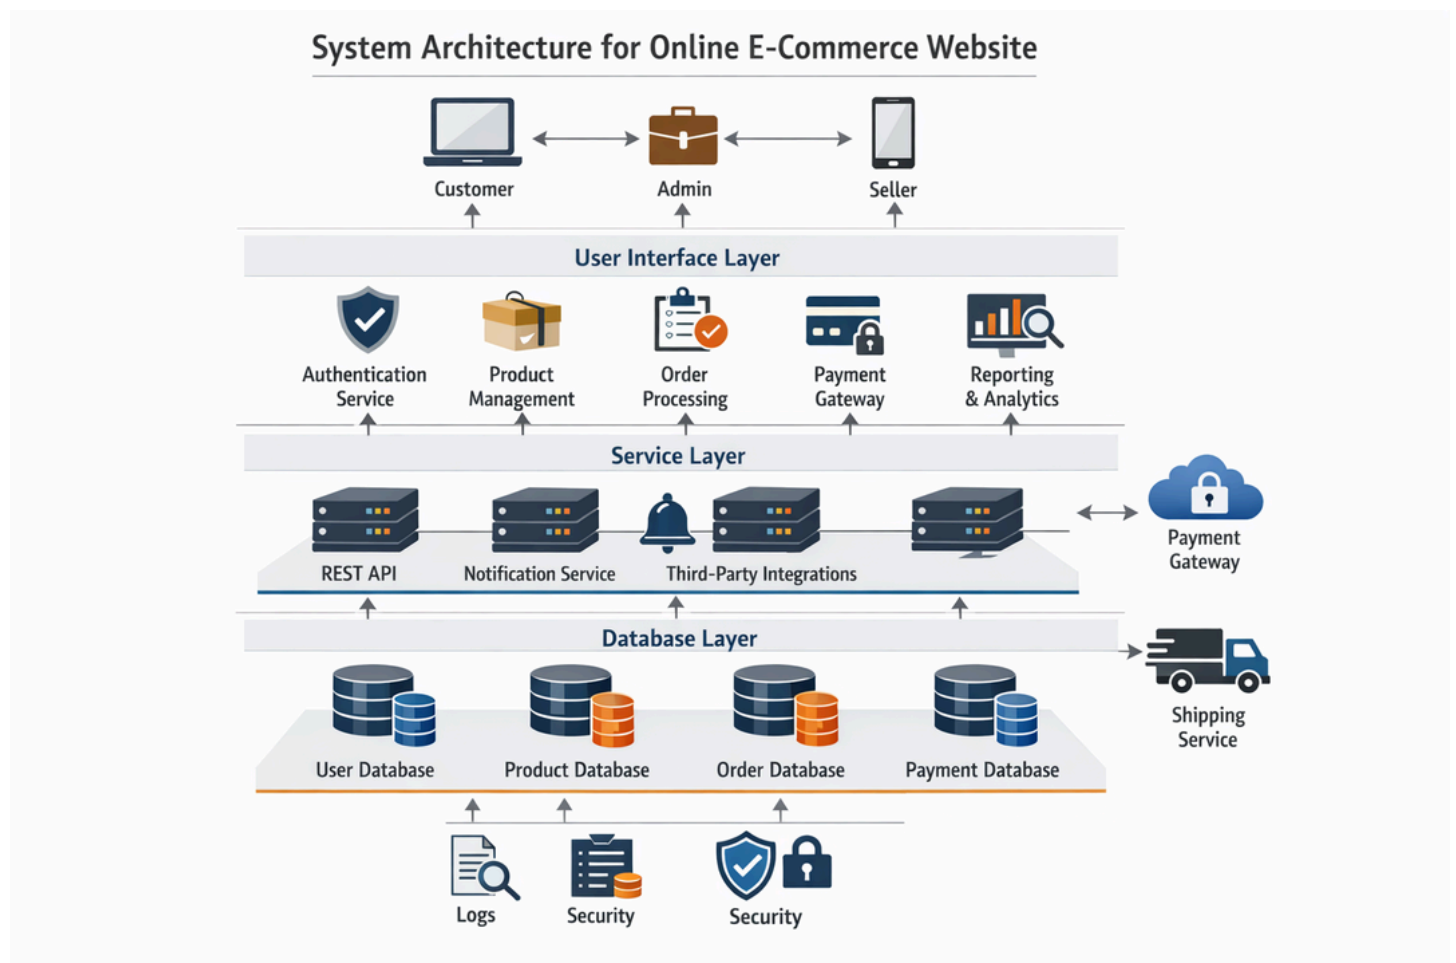 System Architecture for Online E-Commerce Website
Customer
Admin
Seller
User Interface Layer
Authentication
Service
Product
Management
Order
Processing
Payment
Gateway
Reporting
& Analytics
Service Layer
REST API
Notification Service
Third-Party Integrations
Payment
Gateway
Database Layer
Shipping
Service
User Database
Product Database
Order Database
Payment Database
Logs
Security
Security